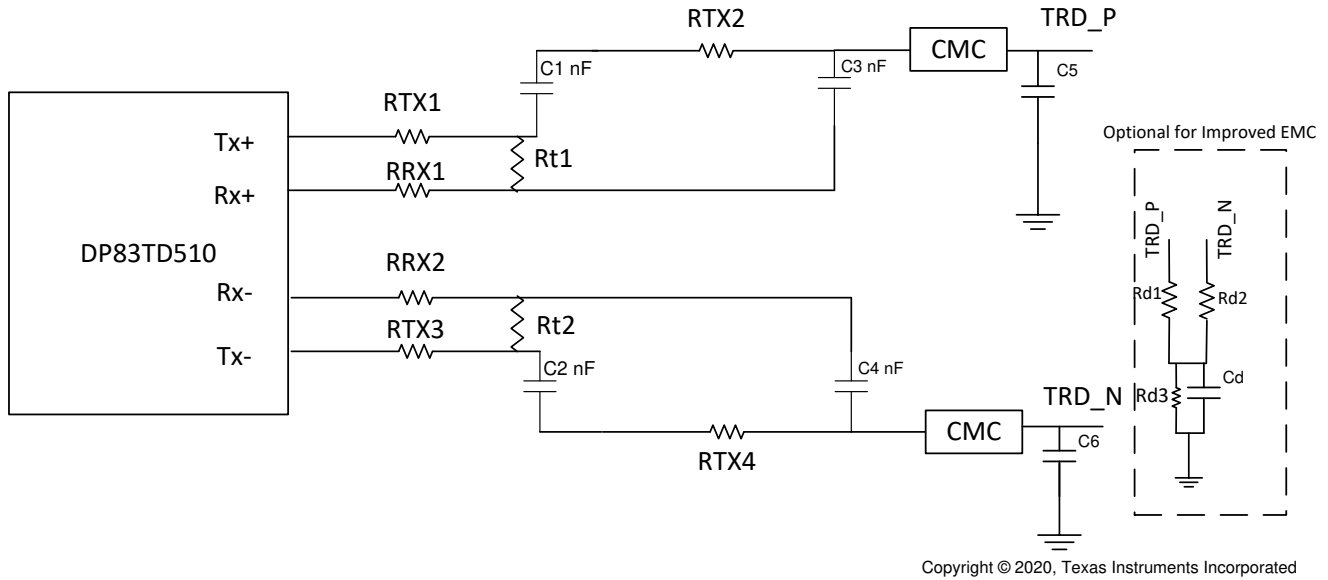 RTX2
TRD_P
CMC
C1 nF
C3 nF
C5
RTX1
Tx+
Rt1
RRX1
Rx+
Optional for Improved EMC
TRD_P
TRD_N
DP83TD510
RRX2
Rd1
Rd2
Rx-
Rt2
RTX3
Tx-
C2 nF
C4 nF
Cd
Rd3
TRD_N
CMC
C6
RTX4
Copyright © 2020, Texas Instruments Incorporated